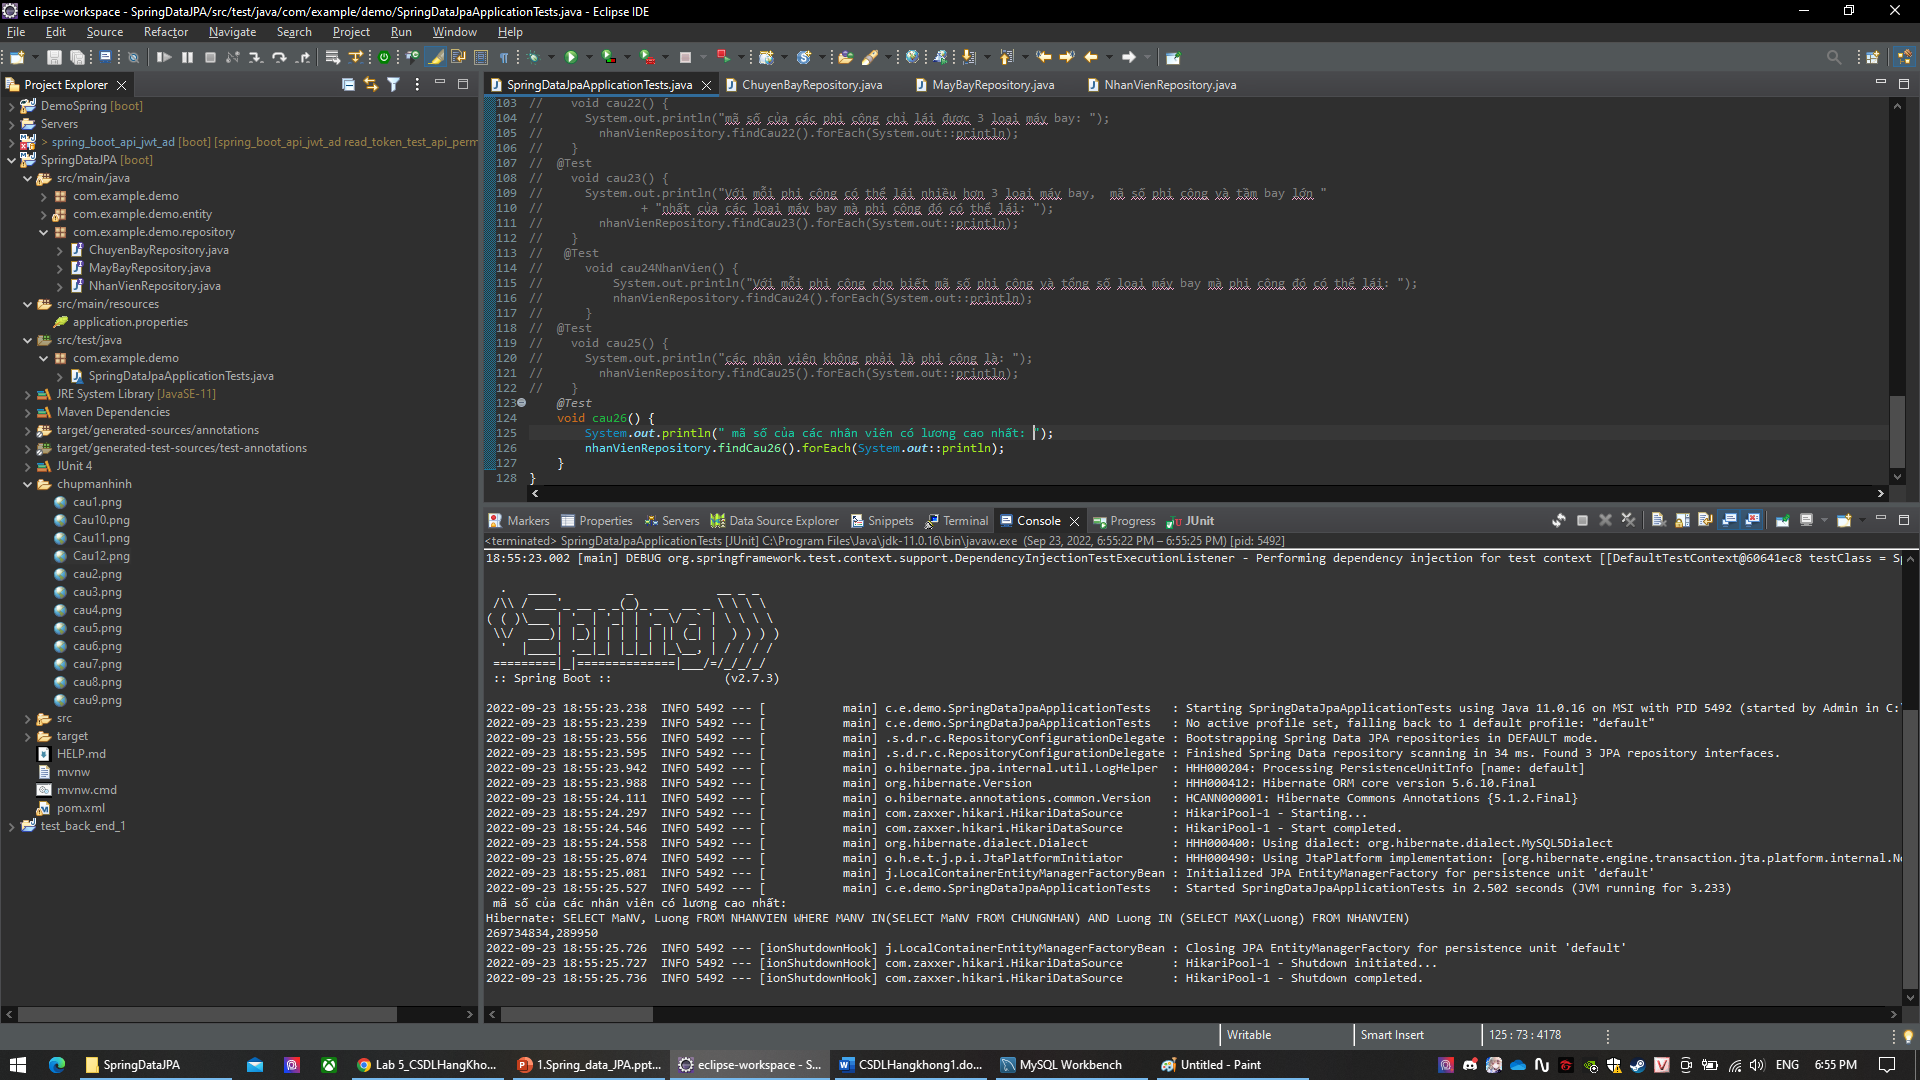 eclipse-workspace - SpringDataJPA/src/test/java/com/example/demo/SpringDataJpaApplicationTests.java - Eclipse IDE
File Edit Source Refactor Navigate Search Project Run Window Help
Project Explorer
DemoSpring [boot]
Servers
> spring_boot_api_jwt_ad [boot] [spring_boot_api_jwt_ad read_token_test_api_perm
SpringDataJPA [boot]
src/main/java
com.example.demo
com.example.demo.entity
com.example.demo.repository
ChuyenBayRepository.java
MayBayRepository.java
NhanVienRepository.java
src/main/resources
application.properties
src/test/java
com.example.demo
SpringDataJpaApplicationTests.java
JRE System Library [JavaSE-11]
Maven Dependencies
target/generated-sources/annotations
target/generated-test-sources/test-annotations
JUnit 4
chupmanhinh
cau1.png
Cau10.png
Cau11.png
Cau12.png
cau2.png
cau3.png
cau4.png
cau5.png
cau6.png
cau7.png
cau8.png
cau9.png
src
target
HELP.md
mvnw
mvnw.cmd
pom.xml
test_back_end_1
SpringDataJpaApplicationTests.java ChuyenBayRepository.java MayBayRepository.java NhanVienRepository.java
103 // void cau22() {
104 // System.out.println("mã số của các phi công chỉ lái được 3 loại máy bay: ");
105 // nhanVienRepository.findCau22().forEach(System.out::println);
106 // }
107 // @Test
108 // void cau23() {
109 // System.out.println("Với mỗi phi công có thể lái nhiều hơn 3 loại máy bay, mã số phi công và tầm bay lớn "
110 // + "nhất của các loại máy bay mà phi công đó có thể lái: ");
111 // nhanVienRepository.findCau23().forEach(System.out::println);
112 // }
113 // @Test
114 // void cau24NhanVien() {
115 // System.out.println("Với mỗi phi công cho biết mã số phi công và tổng số loại máy bay mà phi công đó có thể lái: ");
116 // nhanVienRepository.findCau24().forEach(System.out::println);
117 // }
118 // @Test
119 // void cau25() {
120 // System.out.println("các nhân viên không phải là phi công là: ");
121 // nhanVienRepository.findCau25().forEach(System.out::println);
122 // }
123 @Test
124 void cau26() {
125 System.out.println(" mã số của các nhân viên có lương cao nhất: ");
126 nhanVienRepository.findCau26().forEach(System.out::println);
127 }
128 }
Markers Properties Servers Data Source Explorer Snippets Terminal Console Progress JUnit
<terminated> SpringDataJpaApplicationTests [JUnit] C:\Program Files\Java\jdk-11.0.16\bin\javaw.exe (Sep 23, 2022, 6:55:22 PM – 6:55:25 PM) [pid: 5492]
18:55:23.002 [main] DEBUG org.springframework.test.context.support.DependencyInjectionTestExecutionListener - Performing dependency injection for test context [[DefaultTestContext@60641ec8 testClass = Sp
Spring
:: Spring Boot :: (v2.7.3)
2022-09-23 18:55:23.238 INFO 5492 --- [ main] c.e.demo.SpringDataJpaApplicationTests : Starting SpringDataJpaApplicationTests using Java 11.0.16 on MSI with PID 5492 (started by Admin in C:
2022-09-23 18:55:23.239 INFO 5492 --- [ main] c.e.demo.SpringDataJpaApplicationTests : No active profile set, falling back to 1 default profile: "default"
2022-09-23 18:55:23.556 INFO 5492 --- [ main] .s.d.r.c.RepositoryConfigurationDelegate : Bootstrapping Spring Data JPA repositories in DEFAULT mode.
2022-09-23 18:55:23.595 INFO 5492 --- [ main] .s.d.r.c.RepositoryConfigurationDelegate : Finished Spring Data repository scanning in 34 ms. Found 3 JPA repository interfaces.
2022-09-23 18:55:23.942 INFO 5492 --- [ main] o.hibernate.jpa.internal.util.LogHelper : HHH000204: Processing PersistenceUnitInfo [name: default]
2022-09-23 18:55:23.988 INFO 5492 --- [ main] org.hibernate.Version : HHH000412: Hibernate ORM core version 5.6.10.Final
2022-09-23 18:55:24.111 INFO 5492 --- [ main] o.hibernate.annotations.common.Version : HCANN000001: Hibernate Commons Annotations {5.1.2.Final}
2022-09-23 18:55:24.297 INFO 5492 --- [ main] com.zaxxer.hikari.HikariDataSource : HikariPool-1 - Starting...
2022-09-23 18:55:24.546 INFO 5492 --- [ main] com.zaxxer.hikari.HikariDataSource : HikariPool-1 - Start completed.
2022-09-23 18:55:24.558 INFO 5492 --- [ main] org.hibernate.dialect.Dialect : HHH000400: Using dialect: org.hibernate.dialect.MySQL5Dialect
2022-09-23 18:55:25.074 INFO 5492 --- [ main] o.h.e.t.j.p.i.JtaPlatformInitiator : HHH000490: Using JtaPlatform implementation: [org.hibernate.engine.transaction.jta.platform.internal.No
2022-09-23 18:55:25.081 INFO 5492 --- [ main] j.LocalContainerEntityManagerFactoryBean : Initialized JPA EntityManagerFactory for persistence unit 'default'
2022-09-23 18:55:25.527 INFO 5492 --- [ main] c.e.demo.SpringDataJpaApplicationTests : Started SpringDataJpaApplicationTests in 2.502 seconds (JVM running for 3.233)
mã số của các nhân viên có lương cao nhất:
Hibernate: SELECT MaNV, Luong FROM NHANVIEN WHERE MANV IN(SELECT MaNV FROM CHUNGNHAN) AND Luong IN (SELECT MAX(Luong) FROM NHANVIEN)
269734834,289950
2022-09-23 18:55:25.726 INFO 5492 --- [ionShutdownHook] j.LocalContainerEntityManagerFactoryBean : Closing JPA EntityManagerFactory for persistence unit 'default'
2022-09-23 18:55:25.727 INFO 5492 --- [ionShutdownHook] com.zaxxer.hikari.HikariDataSource : HikariPool-1 - Shutdown initiated...
2022-09-23 18:55:25.736 INFO 5492 --- [ionShutdownHook] com.zaxxer.hikari.HikariDataSource : HikariPool-1 - Shutdown completed.
Writable Smart Insert 125 : 73 : 4178
SpringDataJPA Lab 5_CSDLHangKho... 1.Spring_data_JPA.ppt... eclipse-workspace - S... CSDLHangkhong1.do... MySQL Workbench Untitled - Paint ENG 6:55 PM